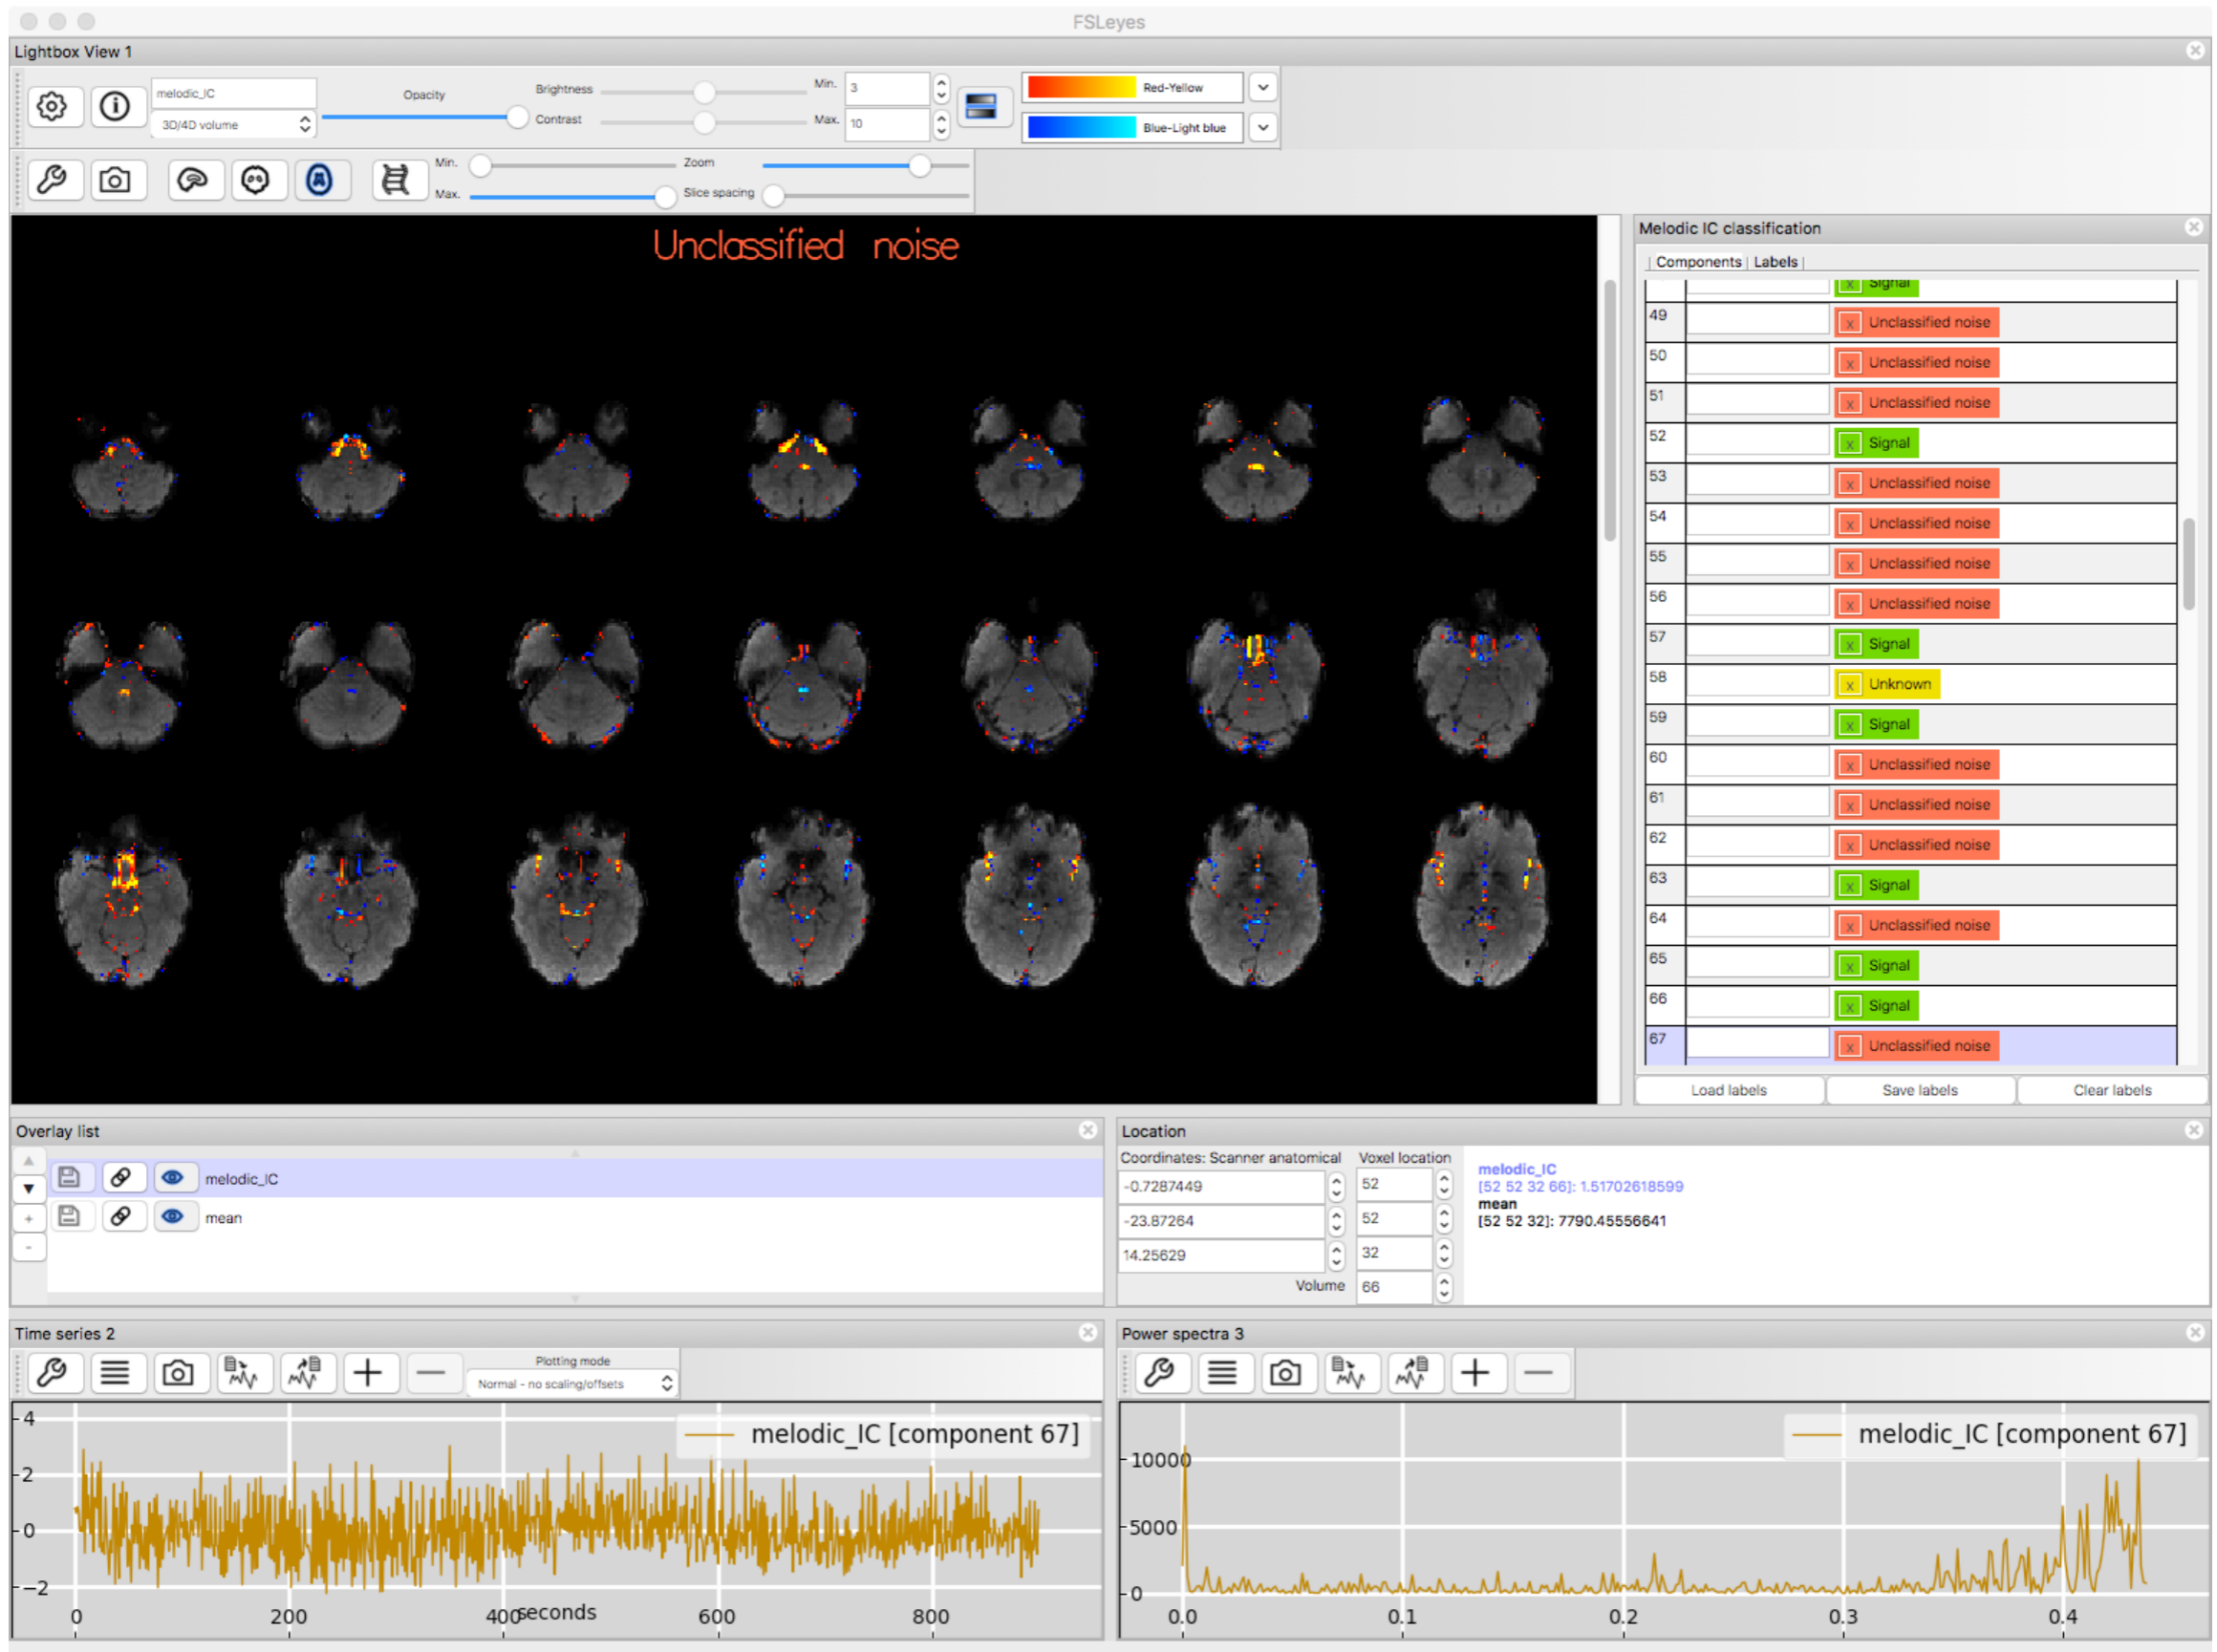 FSLeyes
Lightbox View 1
melodic_IC
3D/4D volume
Opacity
Brightness
Contrast
Min. 3
Max. 10
Red-Yellow
Blue-Light blue
Min.
Max.
Zoom
Slice spacing
Unclassified noise
Melodic IC classification
Components | Labels |
x Signal
49 x Unclassified noise
50 x Unclassified noise
51 x Unclassified noise
52 x Signal
53 x Unclassified noise
54 x Unclassified noise
55 x Unclassified noise
56 x Unclassified noise
57 x Signal
58 x Unknown
59 x Signal
60 x Unclassified noise
61 x Unclassified noise
62 x Unclassified noise
63 x Signal
64 x Unclassified noise
65 x Signal
66 x Signal
67 x Unclassified noise
Load labels Save labels Clear labels
Overlay list
melodic_IC
mean
Location
Coordinates: Scanner anatomical Voxel location
-0.7287449 52
-23.87264 52
14.25629 32
Volume 66
melodic_IC
[52 52 32 66]: 1.51702618599
mean
[52 52 32]: 7790.45556641
Time series 2
Plotting mode
Normal - no scaling/offsets
melodic_IC [component 67]
4
2
0
−2
0 200 400 600 800
seconds
Power spectra 3
melodic_IC [component 67]
10000
5000
0
0.0 0.1 0.2 0.3 0.4